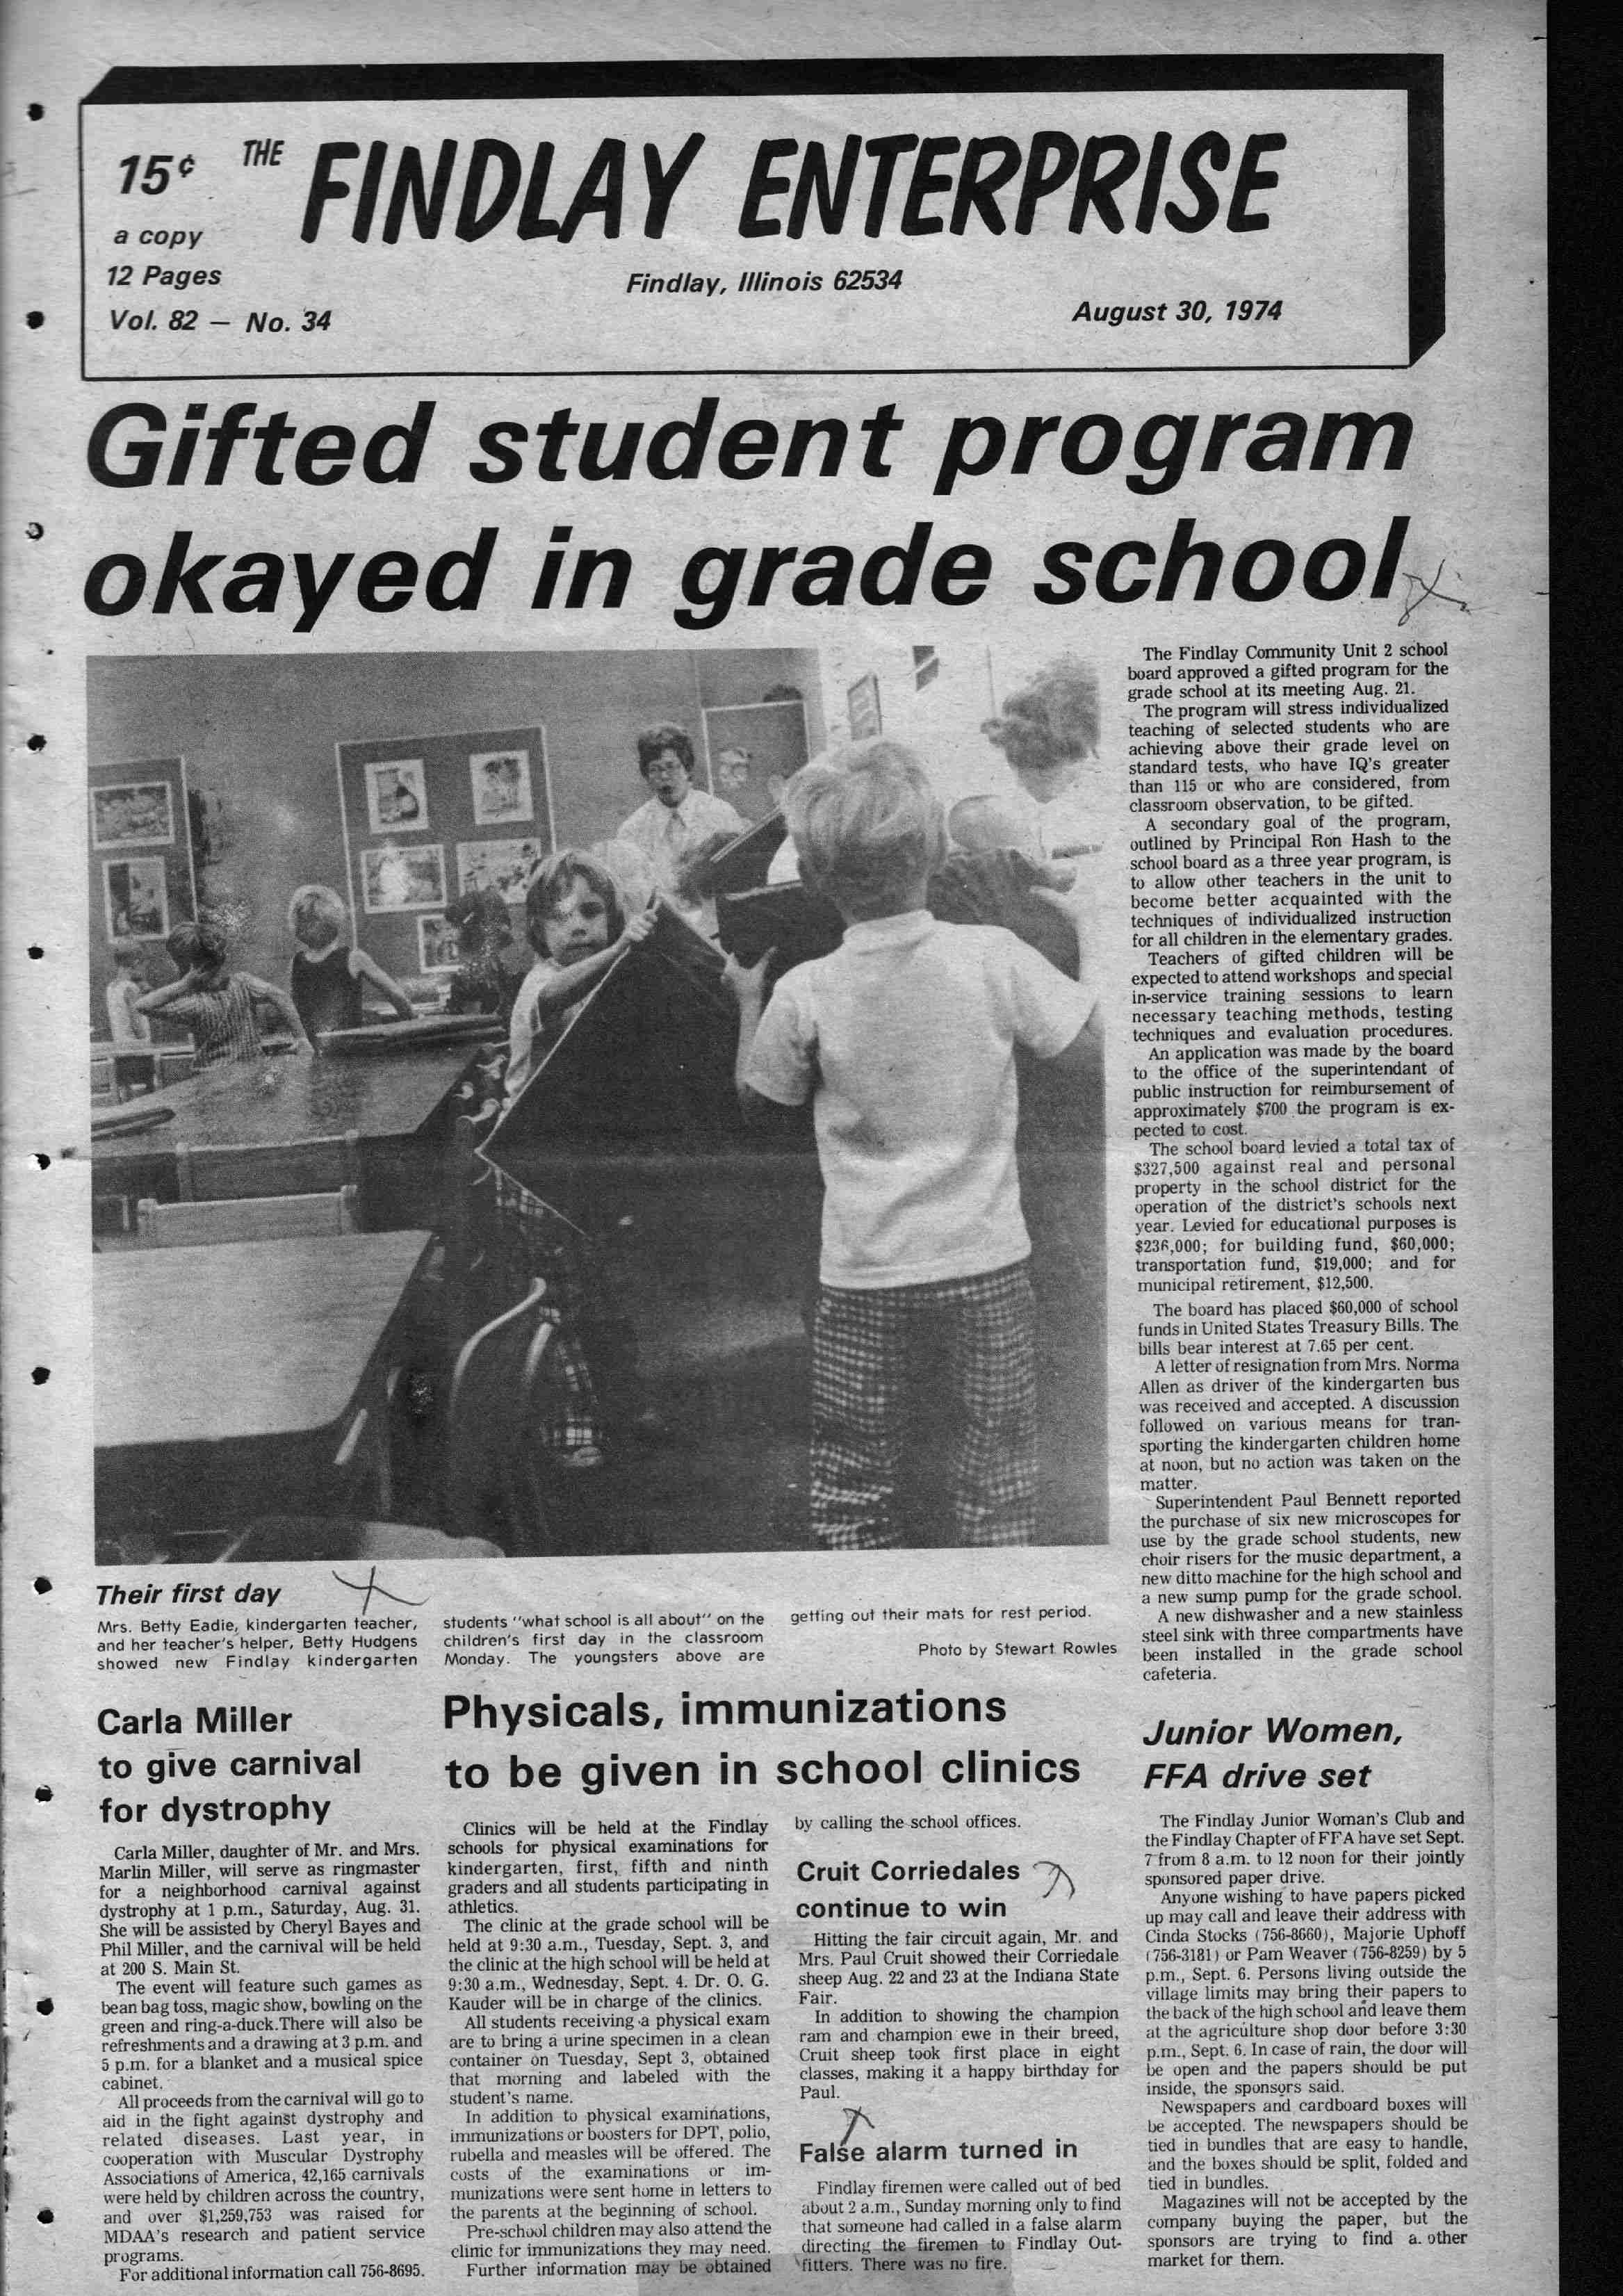 15¢
a copy
12 Pages
Vol. 82 — No. 34
THE FINDLAY ENTERPRISE
Findlay, Illinois 62534
August 30, 1974
Gifted student program
okayed in grade school
The Findlay Community Unit 2 school
board approved a gifted program for the
grade school at its meeting Aug. 21.
The program will stress individualized
teaching of selected students who are
achieving above their grade level on
standard tests, who have IQ's greater
than 115 or who are considered, from
classroom observation, to be gifted.
A secondary goal of the program,
outlined by Principal Ron Hash to the
school board as a three year program, is
to allow other teachers in the unit to
become better acquainted with the
techniques of individualized instruction
for all children in the elementary grades.
Teachers of gifted children will be
expected to attend workshops and special
in-service training sessions to learn
necessary teaching methods, testing
techniques and evaluation procedures.
An application was made by the board
to the office of the superintendant of
public instruction for reimbursement of
approximately $700 the program is ex-
pected to cost.
The school board levied a total tax of
$327,500 against real and personal
property in the school district for the
operation of the district's schools next
year. Levied for educational purposes is
$236,000; for building fund, $60,000;
transportation fund, $19,000; and for
municipal retirement, $12,500.
The board has placed $60,000 of school
funds in United States Treasury Bills. The
bills bear interest at 7.65 per cent.
A letter of resignation from Mrs. Norma
Allen as driver of the kindergarten bus
was received and accepted. A discussion
followed on various means for tran-
sporting the kindergarten children home
at noon, but no action was taken on the
matter.
Superintendent Paul Bennett reported
the purchase of six new microscopes for
use by the grade school students, new
choir risers for the music department, a
new ditto machine for the high school and
a new sump pump for the grade school.
A new dishwasher and a new stainless
steel sink with three compartments have
been installed in the grade school
cafeteria.
Their first day
Mrs. Betty Eadie, kindergarten teacher,
and her teacher's helper, Betty Hudgens
showed new Findlay kindergarten
students "what school is all about" on the
children's first day in the classroom
Monday. The youngsters above are
getting out their mats for rest period.
Photo by Stewart Rowles
Carla Miller
to give carnival
for dystrophy
Carla Miller, daughter of Mr. and Mrs.
Marlin Miller, will serve as ringmaster
for a neighborhood carnival against
dystrophy at 1 p.m., Saturday, Aug. 31.
She will be assisted by Cheryl Bayes and
Phil Miller, and the carnival will be held
at 200 S. Main St.
The event will feature such games as
bean bag toss, magic show, bowling on the
green and ring-a-duck.There will also be
refreshments and a drawing at 3 p.m. and
5 p.m. for a blanket and a musical spice
cabinet.
All proceeds from the carnival will go to
aid in the fight against dystrophy and
related diseases. Last year, in
cooperation with Muscular Dystrophy
Associations of America, 42,165 carnivals
were held by children across the country,
and over $1,259,753 was raised for
MDAA's research and patient service
programs.
For additional information call 756-8695.
Physicals, immunizations
to be given in school clinics
Clinics will be held at the Findlay
schools for physical examinations for
kindergarten, first, fifth and ninth
graders and all students participating in
athletics.
The clinic at the grade school will be
held at 9:30 a.m., Tuesday, Sept. 3, and
the clinic at the high school will be held at
9:30 a.m., Wednesday, Sept. 4. Dr. O. G.
Kauder will be in charge of the clinics.
All students receiving a physical exam
are to bring a urine specimen in a clean
container on Tuesday, Sept 3, obtained
that morning and labeled with the
student's name.
In addition to physical examinations,
immunizations or boosters for DPT, polio,
rubella and measles will be offered. The
costs of the examinations or im-
munizations were sent home in letters to
the parents at the beginning of school.
Pre-school children may also attend the
clinic for immunizations they may need.
Further information may be obtained
by calling the school offices.
Cruit Corriedales
continue to win
Hitting the fair circuit again, Mr. and
Mrs. Paul Cruit showed their Corriedale
sheep Aug. 22 and 23 at the Indiana State
Fair.
In addition to showing the champion
ram and champion ewe in their breed,
Cruit sheep took first place in eight
classes, making it a happy birthday for
Paul.
False alarm turned in
Findlay firemen were called out of bed
about 2 a.m., Sunday morning only to find
that someone had called in a false alarm
directing the firemen to Findlay Out-
fitters. There was no fire.
Junior Women,
FFA drive set
The Findlay Junior Woman's Club and
the Findlay Chapter of FFA have set Sept.
7 from 8 a.m. to 12 noon for their jointly
sponsored paper drive.
Anyone wishing to have papers picked
up may call and leave their address with
Cinda Stocks (756-8660), Majorie Uphoff
(756-3181) or Pam Weaver (756-8259) by 5
p.m., Sept. 6. Persons living outside the
village limits may bring their papers to
the back of the high school and leave them
at the agriculture shop door before 3:30
p.m., Sept. 6. In case of rain, the door will
be open and the papers should be put
inside, the sponsors said.
Newspapers and cardboard boxes will
be accepted. The newspapers should be
tied in bundles that are easy to handle,
and the boxes should be split, folded and
tied in bundles.
Magazines will not be accepted by the
company buying the paper, but the
sponsors are trying to find a. other
market for them.